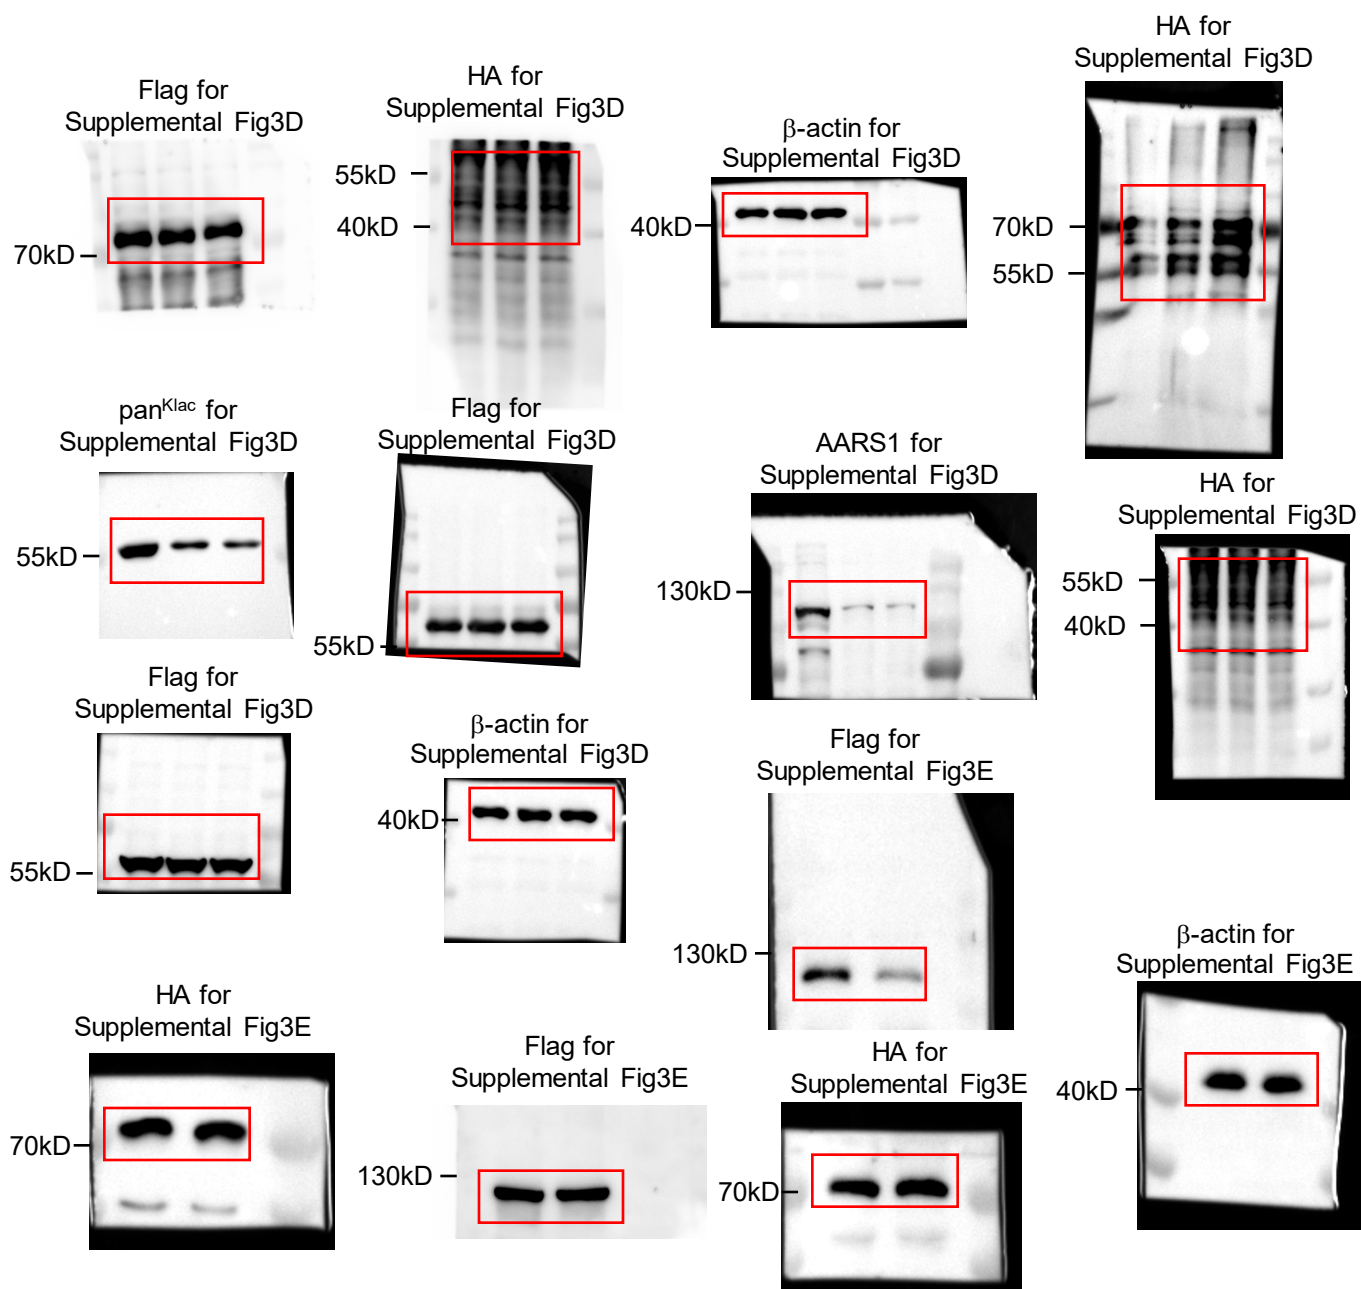 Flag for
Supplemental Fig3D
70kD
HA for
Supplemental Fig3D
55kD
40kD
β-actin for
Supplemental Fig3D
40kD
HA for
Supplemental Fig3D
70kD
55kD
panKlac for
Supplemental Fig3D
55kD
Flag for
Supplemental Fig3D
55kD
AARS1 for
Supplemental Fig3D
130kD
HA for
Supplemental Fig3D
55kD
40kD
Flag for
Supplemental Fig3D
55kD
β-actin for
Supplemental Fig3D
40kD
Flag for
Supplemental Fig3E
130kD
β-actin for
Supplemental Fig3E
40kD
HA for
Supplemental Fig3E
70kD
Flag for
Supplemental Fig3E
130kD
HA for
Supplemental Fig3E
70kD